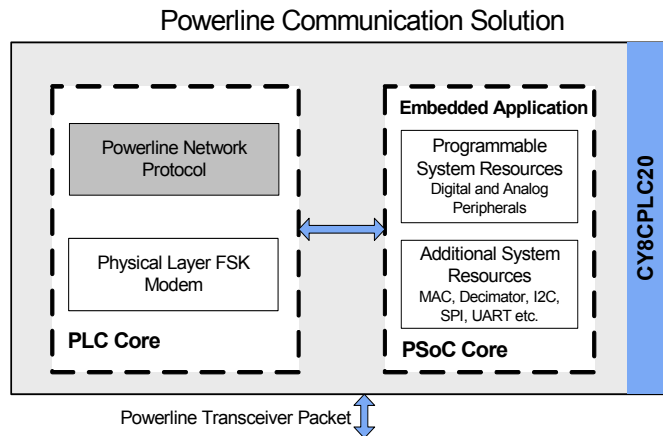 Powerline Communication Solution
Powerline Network
Protocol
Physical Layer FSK
Modem
PLC Core
Embedded Application
Programmable
System Resources
Digital and Analog
Peripherals
Additional System
Resources
MAC, Decimator, I2C,
SPI, UART etc.
PSoC Core
CY8CPLC20
Powerline Transceiver Packet